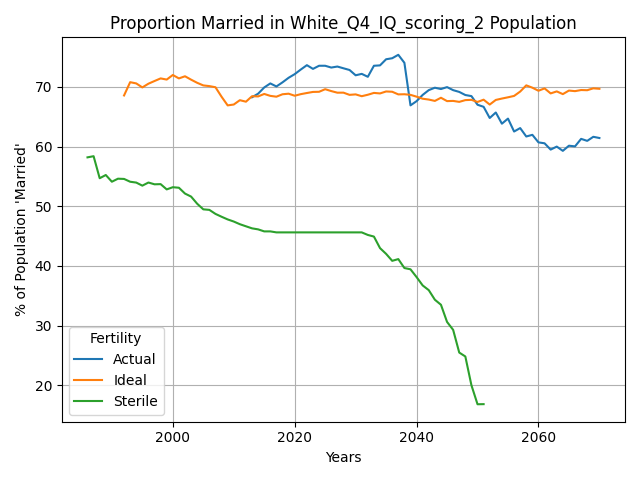 Proportion Married in White_Q4_IQ_scoring_2 Population
% of Population 'Married'
70
60
50
40
30
20
Fertility
Actual
Ideal
Sterile
2000 2020 2040 2060
Years